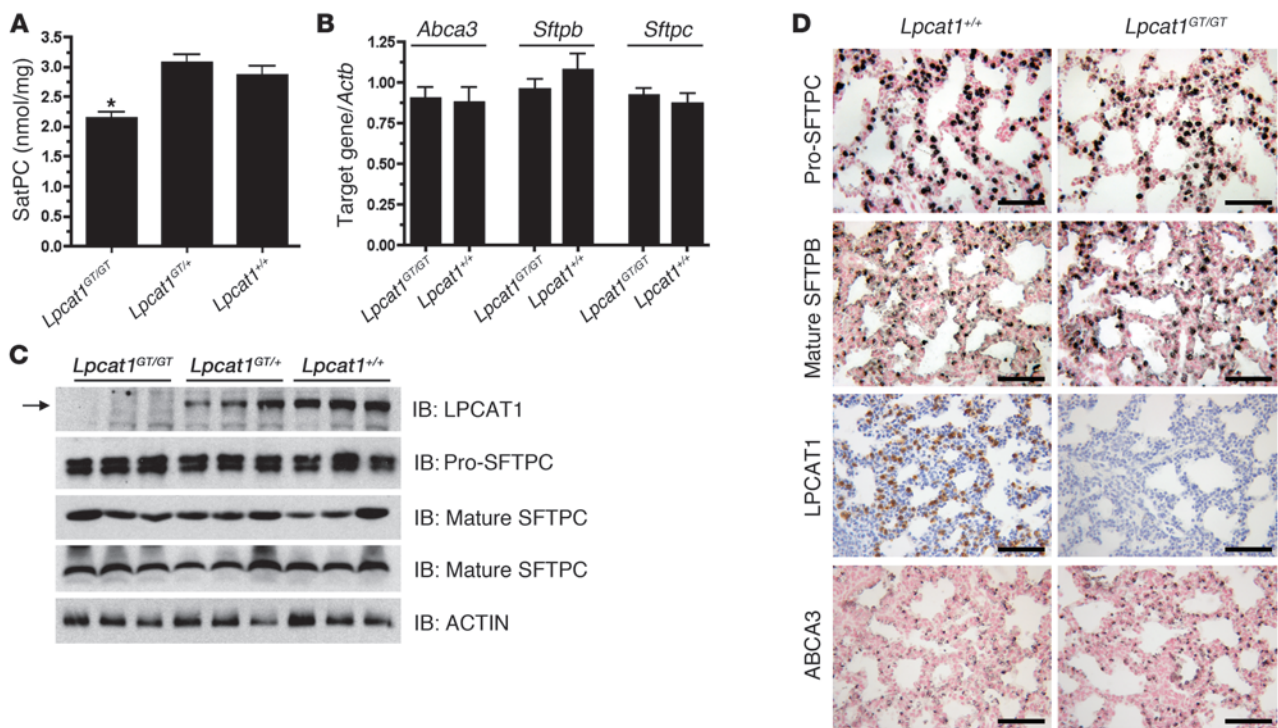 A
SatPC (nmol/mg)
3.5
3.0
2.5
2.0
1.5
1.0
0.5
0.0
*
Lpcat1GT/GT
Lpcat1GT/+
Lpcat1+/+
B
Abca3 Sftpb Sftpc
Target gene/Actb
1.25
1.00
0.75
0.50
0.25
0.00
Lpcat1GT/GT
Lpcat1+/+
Lpcat1GT/GT
Lpcat1+/+
Lpcat1GT/GT
Lpcat1+/+
C
Lpcat1GT/GT Lpcat1GT/+ Lpcat1+/+
IB: LPCAT1
IB: Pro-SFTPC
IB: Mature SFTPC
IB: Mature SFTPC
IB: ACTIN
D
Lpcat1+/+ Lpcat1GT/GT
Pro-SFTPC
Mature SFTPB
LPCAT1
ABCA3